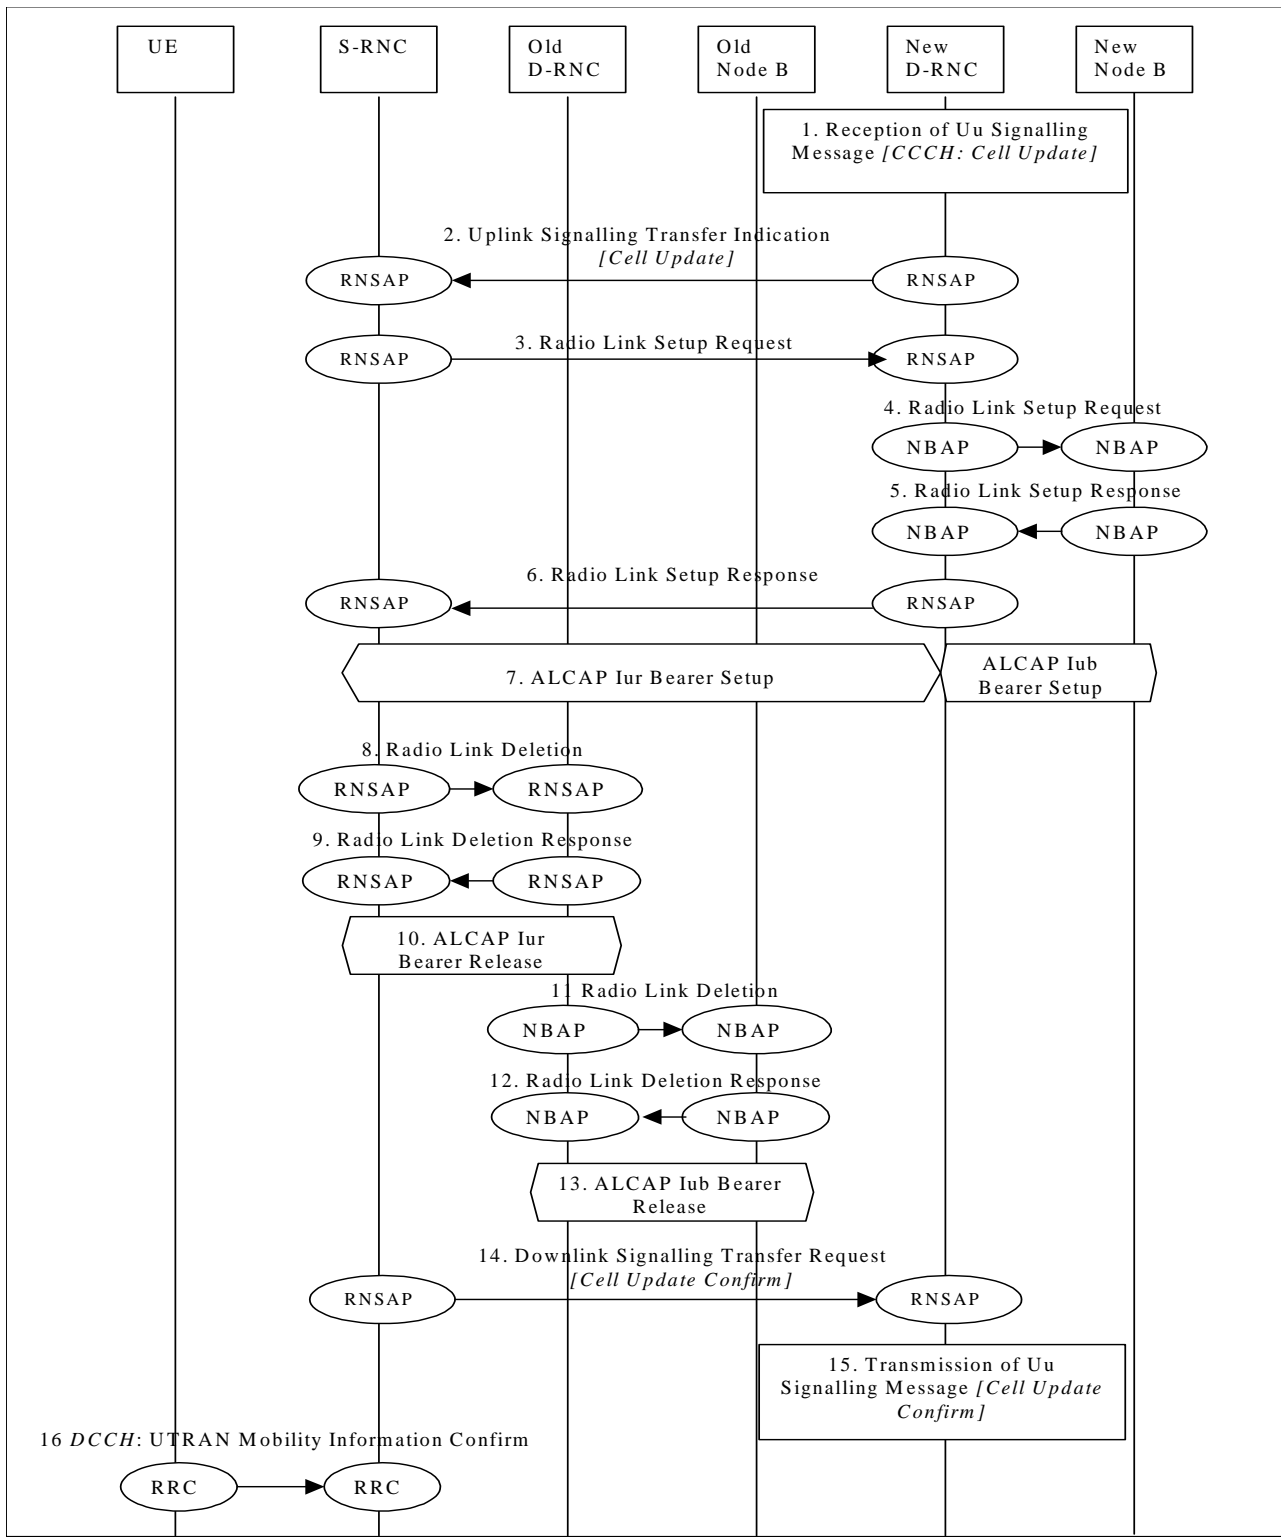 UE
S-RNC
Old
D-RNC
Old
Node B
New
D-RNC
New
Node B
1. Reception of Uu Signalling
Message [CCCH: Cell Update]
2. Uplink Signalling Transfer Indication
[Cell Update]
RNSAP
RNSAP
3. Radio Link Setup Request
RNSAP
RNSAP
4. Radio Link Setup Request
NBAP
NBAP
5. Radio Link Setup Response
NBAP
NBAP
6. Radio Link Setup Response
RNSAP
RNSAP
7. ALCAP Iur Bearer Setup
ALCAP Iub
Bearer Setup
8. Radio Link Deletion
RNSAP
RNSAP
9. Radio Link Deletion Response
RNSAP
RNSAP
10. ALCAP Iur
Bearer Release
11 Radio Link Deletion
NBAP
NBAP
12. Radio Link Deletion Response
NBAP
NBAP
13. ALCAP Iub Bearer
Release
14. Downlink Signalling Transfer Request
[Cell Update Confirm]
RNSAP
RNSAP
15. Transmission of Uu
Signalling Message [Cell Update
Confirm]
16 DCCH: UTRAN Mobility Information Confirm
RRC
RRC